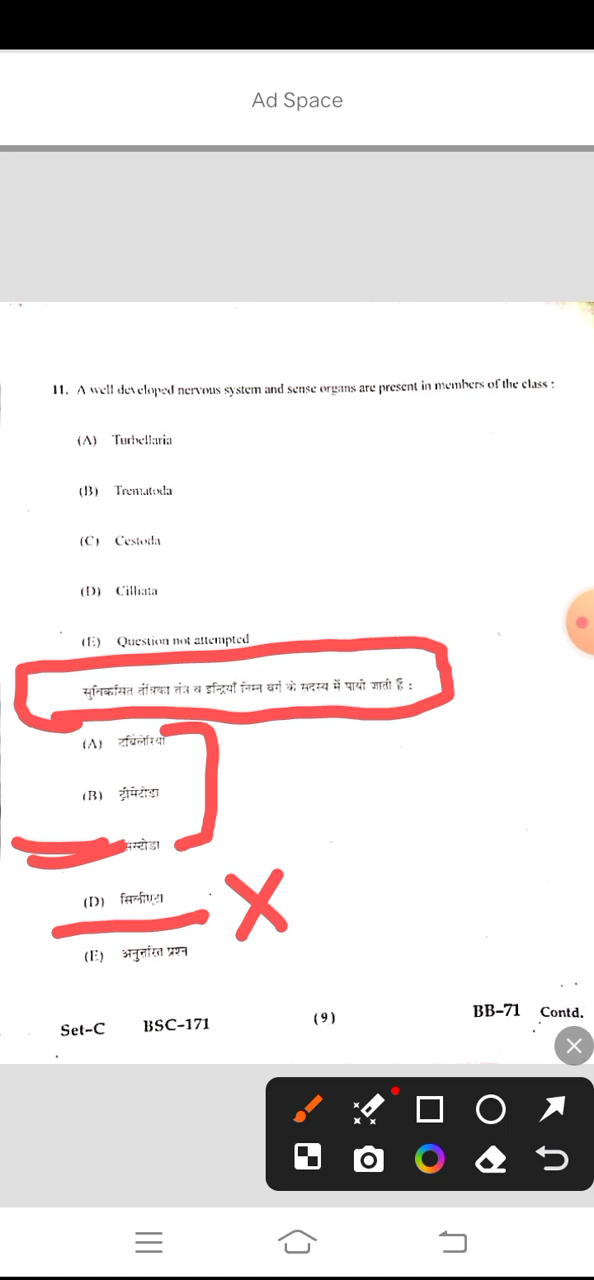 Ad Space
11. A well developed nervous system and sense organs are present in members of the class :
(A) Turbellaria
(B) Trematoda
(C) Cestoda
(D) Cilliata
(E) Question not attempted
सुविकसित तंत्रिका तंत्र व इन्द्रियाँ निम्न वर्ग के सदस्य में पायी जाती हैं :
(A) टर्बिलेरिया
(B) ट्रीमेटोडा
(D) सिलीएटा
(E) अनुत्तरित प्रश्न
Set-C BSC-171 (9) BB-71 Contd.